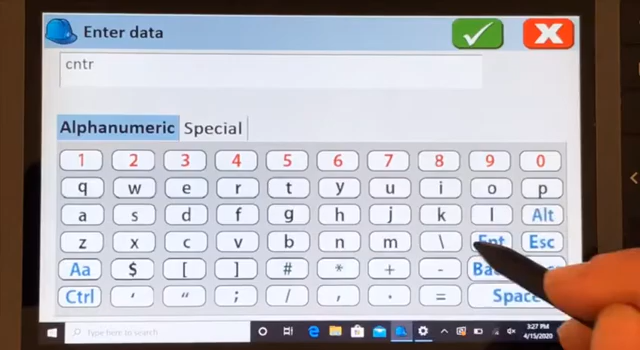 Enter data
cntr
Alphanumeric Special
1 2 3 4 5 6 7 8 9 0
q w e r t y u i o p
a s d f g h j k l Alt
z x c v b n m \ Ent Esc
Aa $ [ ] # * + -
Ctrl ' " ; / , . = Space
Type here to search
3:27 PM
4/15/2020